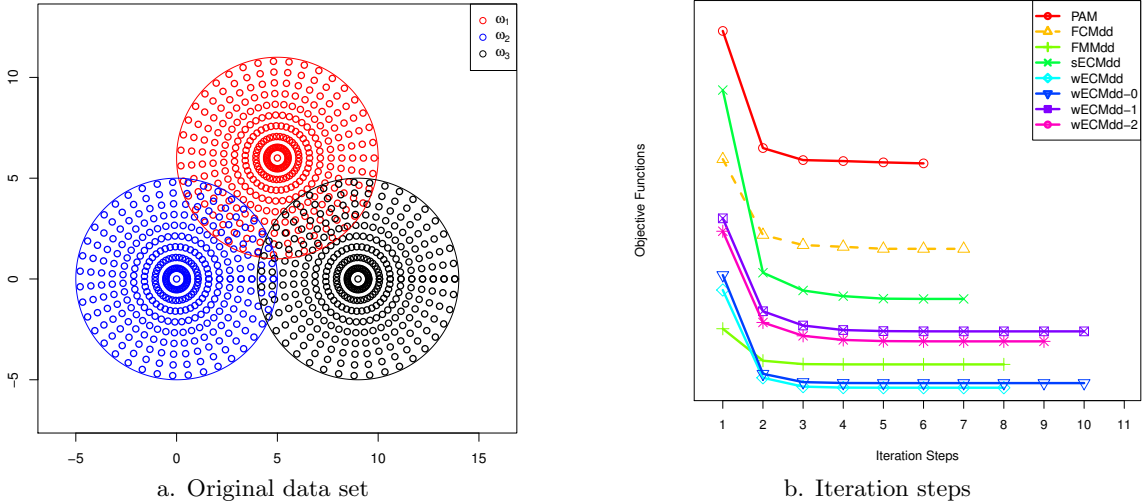 ω1
ω2
ω3
10
5
0
−5
−5 0 5 10 15
a. Original data set
PAM
FCMdd
FMMdd
sECMdd
wECMdd
wECMdd−0
wECMdd−1
wECMdd−2
Objective Functions
1 2 3 4 5 6 7 8 9 10 11
Iteration Steps
b. Iteration steps